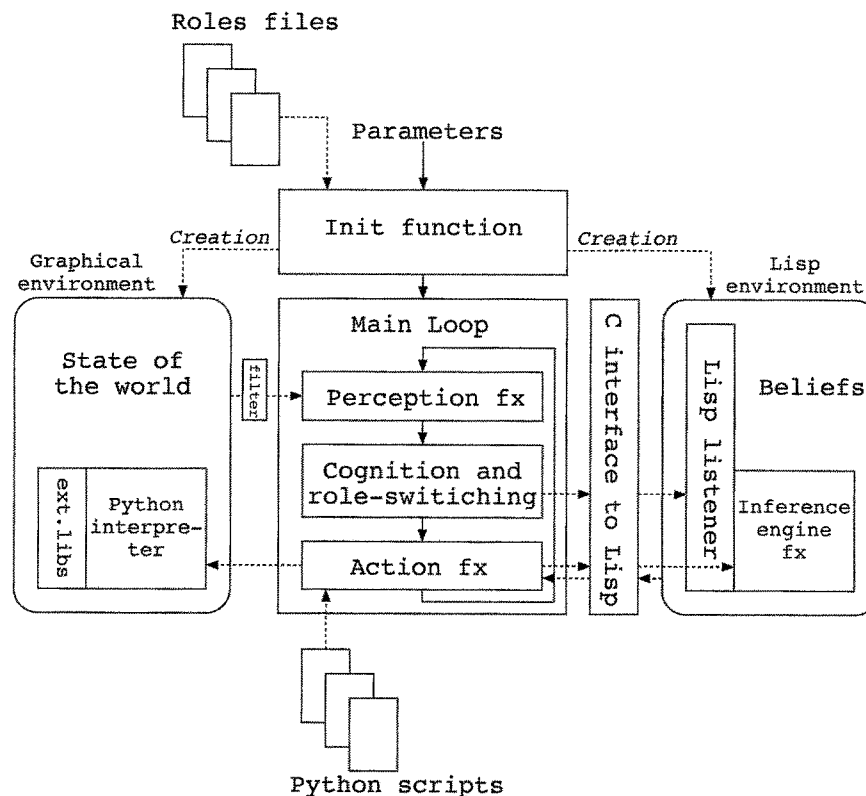 Roles files
Parameters
Init function
Creation
Creation
Graphical
environment
Lisp
environment
State of
the world
filter
Main Loop
Perception fx
Cognition and
role-switiching
Action fx
C interface to Lisp
Lisp listener
Beliefs
Inference
engine
fx
ext.libs
Python
interpre-
ter
Python scripts